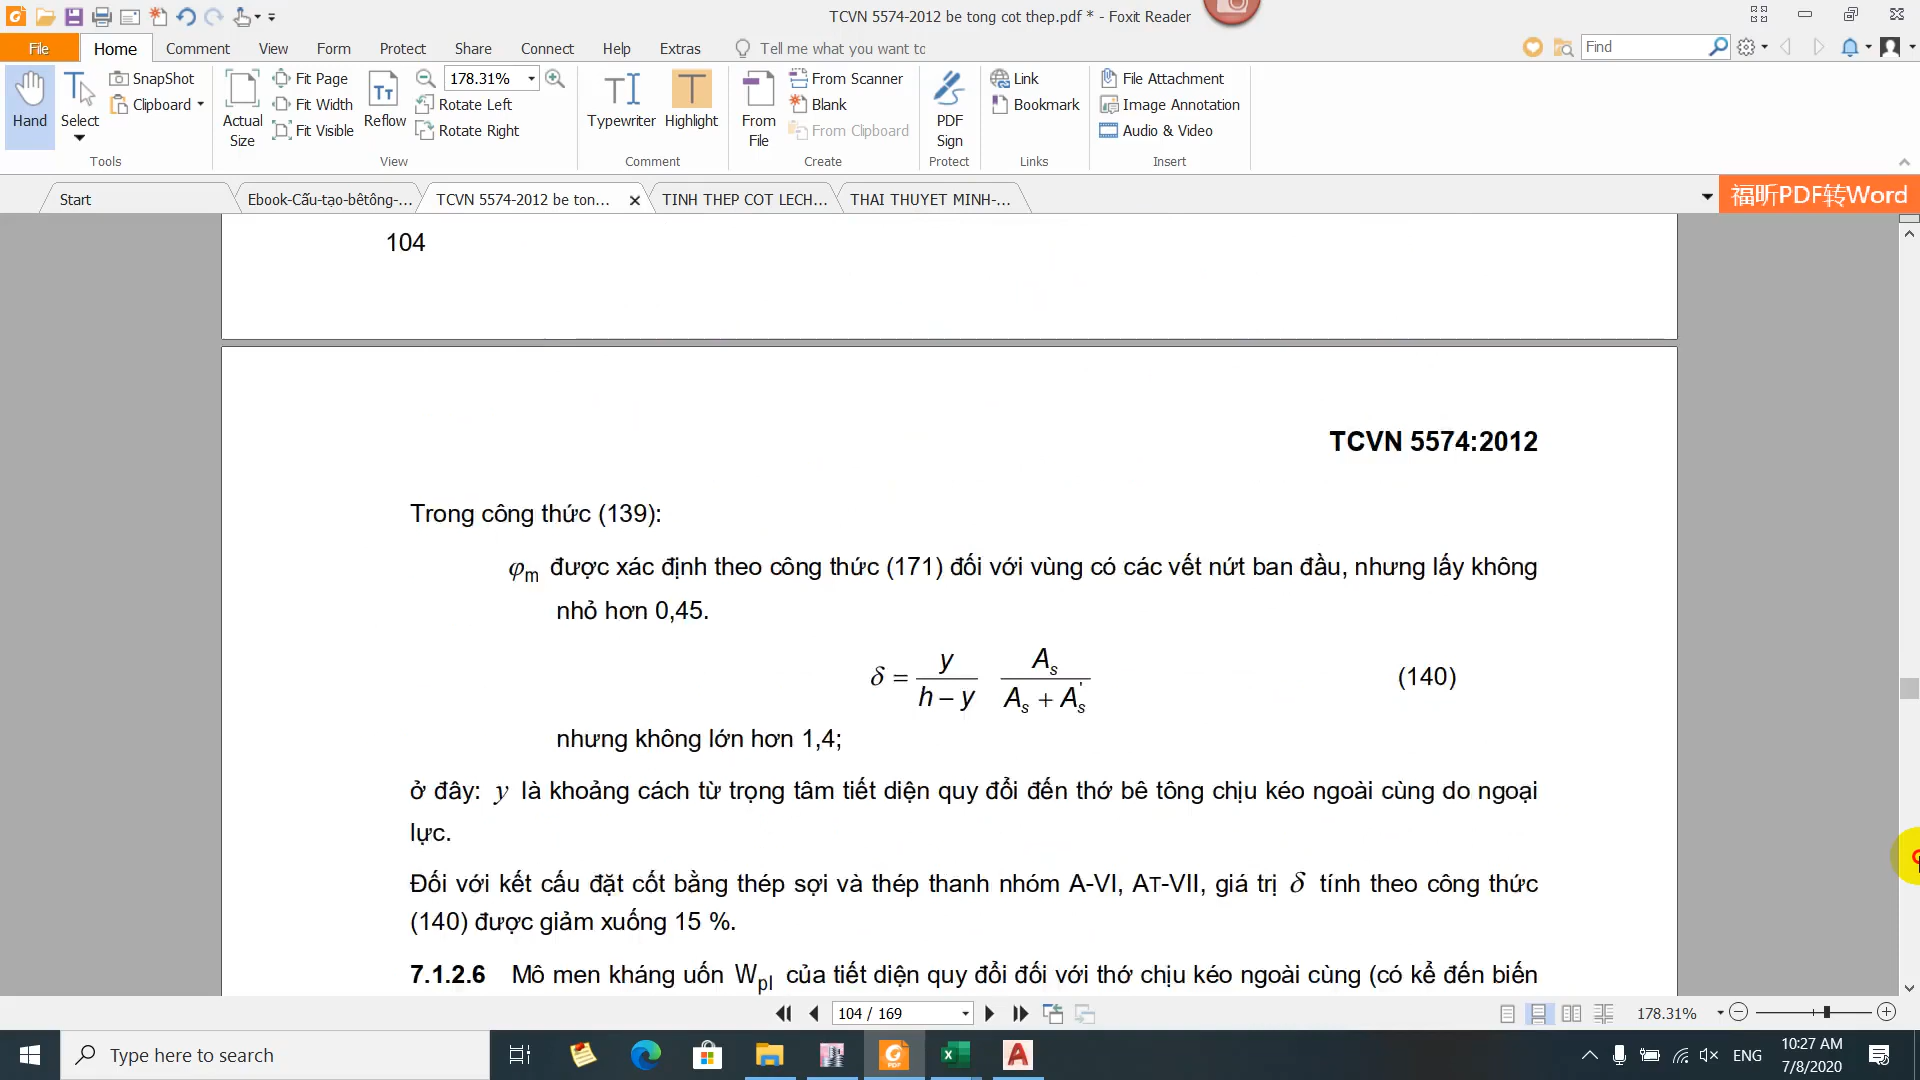 TCVN 5574-2012 be tong cot thep.pdf * - Foxit Reader
File Home Comment View Form Protect Share Connect Help Extras Tell me what you want to Find
SnapShot
Clipboard
Hand Select
Tools
Actual Size
Fit Page
Fit Width
Fit Visible
Reflow
178.31%
Rotate Left
Rotate Right
View
Typewriter Highlight
Comment
From File
From Scanner
Blank
From Clipboard
Create
PDF Sign
Protect
Link
Bookmark
Links
File Attachment
Image Annotation
Audio & Video
Insert
Start Ebook-Cấu-tạo-bêtông-... TCVN 5574-2012 be ton... TINH THEP COT LECH... THAI THUYET MINH-... 福昕PDF转Word
104
TCVN 5574:2012
Trong công thức (139):
φm được xác định theo công thức (171) đối với vùng có các vết nứt ban đầu, nhưng lấy không
nhỏ hơn 0,45.
δ = y / (h – y) As / (As + A's) (140)
nhưng không lớn hơn 1,4;
ở đây: y là khoảng cách từ trọng tâm tiết diện quy đổi đến thớ bê tông chịu kéo ngoài cùng do ngoại
lực.
Đối với kết cấu đặt cốt bằng thép sợi và thép thanh nhóm A-VI, AT-VII, giá trị δ tính theo công thức
(140) được giảm xuống 15 %.
7.1.2.6 Mô men kháng uốn Wpl của tiết diện quy đổi đối với thớ chịu kéo ngoài cùng (có kể đến biến
104 / 169 178.31%
Type here to search ENG 10:27 AM
7/8/2020